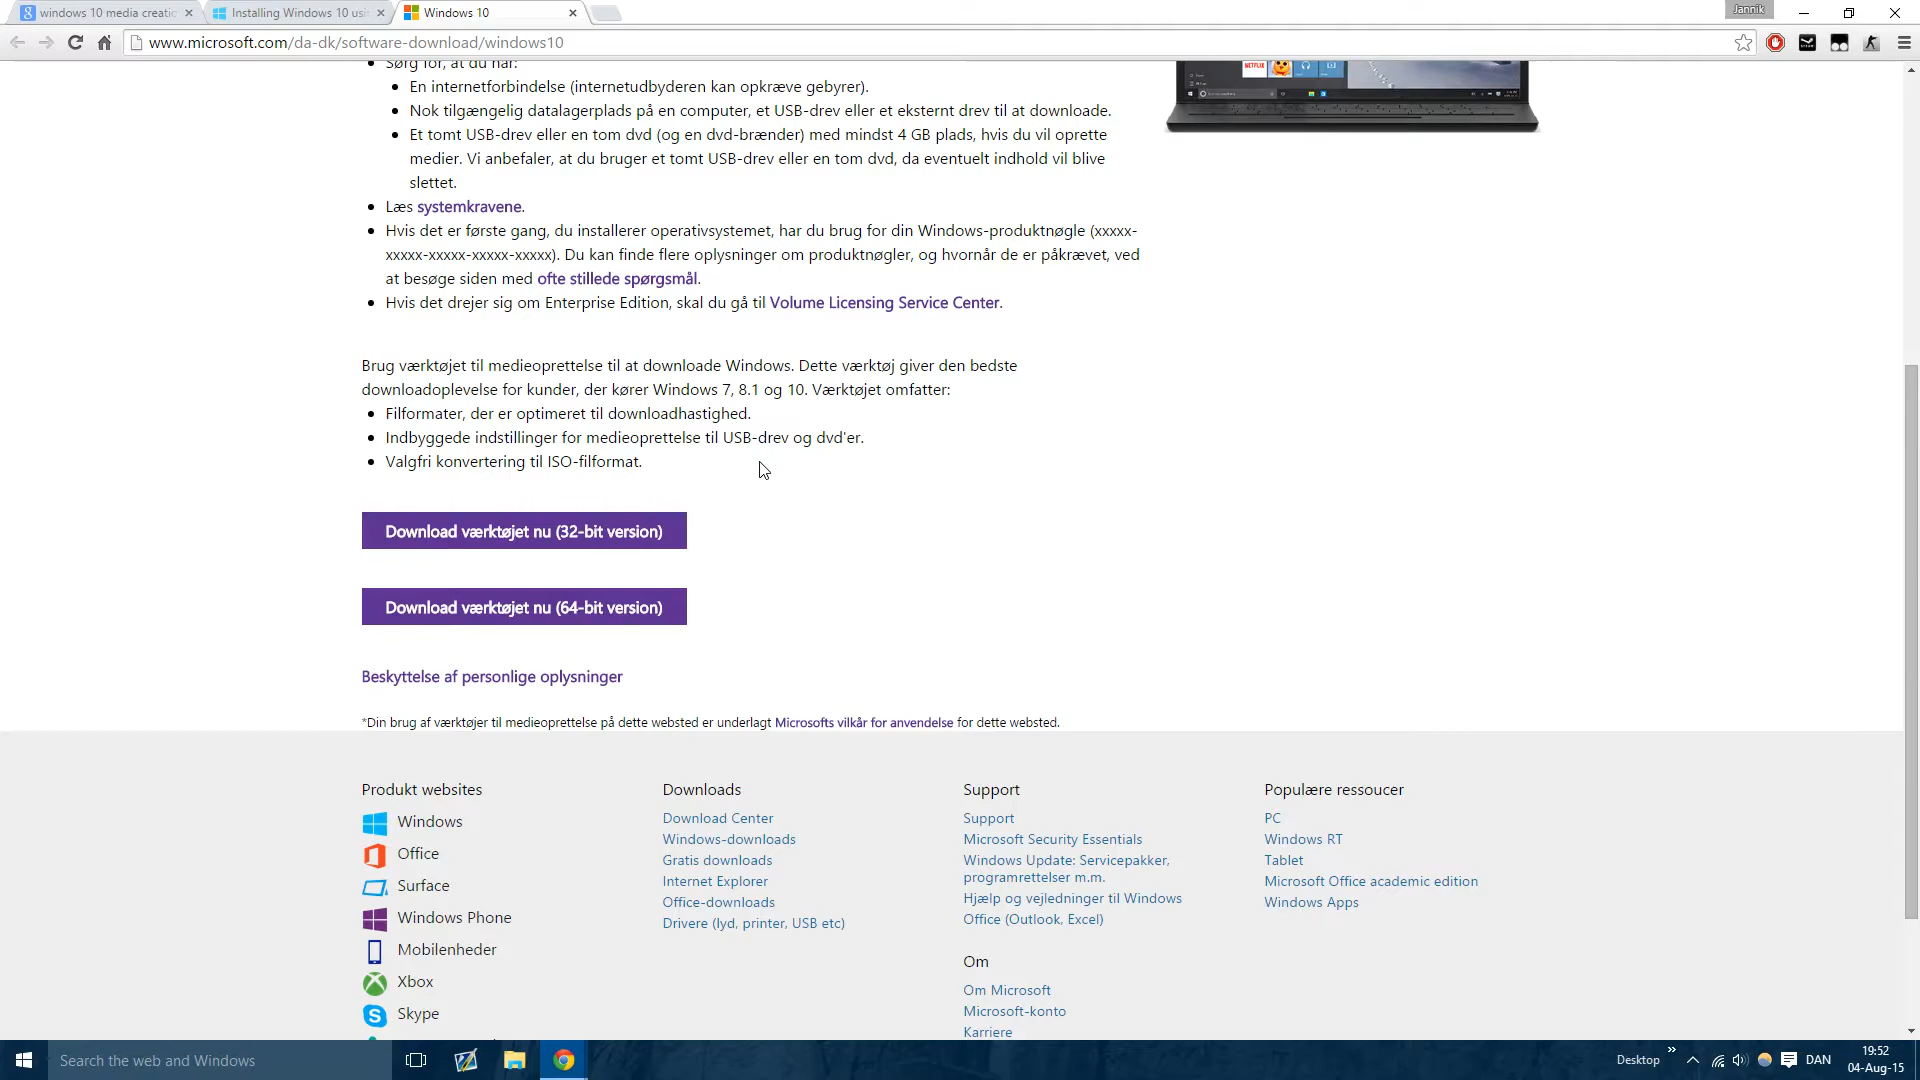 windows 10 media creatic
Installing Windows 10 usi
Windows 10
Jannik
www.microsoft.com/da-dk/software-download/windows10
Sørg for, at du har:
En internetforbindelse (internetudbyderen kan opkræve gebyrer).
Nok tilgængelig datalagerplads på en computer, et USB-drev eller et eksternt drev til at downloade.
Et tomt USB-drev eller en tom dvd (og en dvd-brænder) med mindst 4 GB plads, hvis du vil oprette
medier. Vi anbefaler, at du bruger et tomt USB-drev eller en tom dvd, da eventuelt indhold vil blive
slettet.
Læs systemkravene.
Hvis det er første gang, du installerer operativsystemet, har du brug for din Windows-produktnøgle (xxxxx-
xxxxx-xxxxx-xxxxx-xxxxx). Du kan finde flere oplysninger om produktnøgler, og hvornår de er påkrævet, ved
at besøge siden med ofte stillede spørgsmål.
Hvis det drejer sig om Enterprise Edition, skal du gå til Volume Licensing Service Center.
NETFLIX
Brug værktøjet til medieoprettelse til at downloade Windows. Dette værktøj giver den bedste
downloadoplevelse for kunder, der kører Windows 7, 8.1 og 10. Værktøjet omfatter:
Filformater, der er optimeret til downloadhastighed.
Indbyggede indstillinger for medieoprettelse til USB-drev og dvd'er.
Valgfri konvertering til ISO-filformat.
Download værktøjet nu (32-bit version)
Download værktøjet nu (64-bit version)
Beskyttelse af personlige oplysninger
*Din brug af værktøjer til medieoprettelse på dette websted er underlagt Microsofts vilkår for anvendelse for dette websted.
Produkt websites
Windows
Office
Surface
Windows Phone
Mobilenheder
Xbox
Skype
Downloads
Download Center
Windows-downloads
Gratis downloads
Internet Explorer
Office-downloads
Drivere (lyd, printer, USB etc)
Support
Support
Microsoft Security Essentials
Windows Update: Servicepakker,
programrettelser m.m.
Hjælp og vejledninger til Windows
Office (Outlook, Excel)
Om
Om Microsoft
Microsoft-konto
Karriere
Populære ressoucer
PC
Windows RT
Tablet
Microsoft Office academic edition
Windows Apps
Search the web and Windows
Desktop
DAN
19:52
04-Aug-15